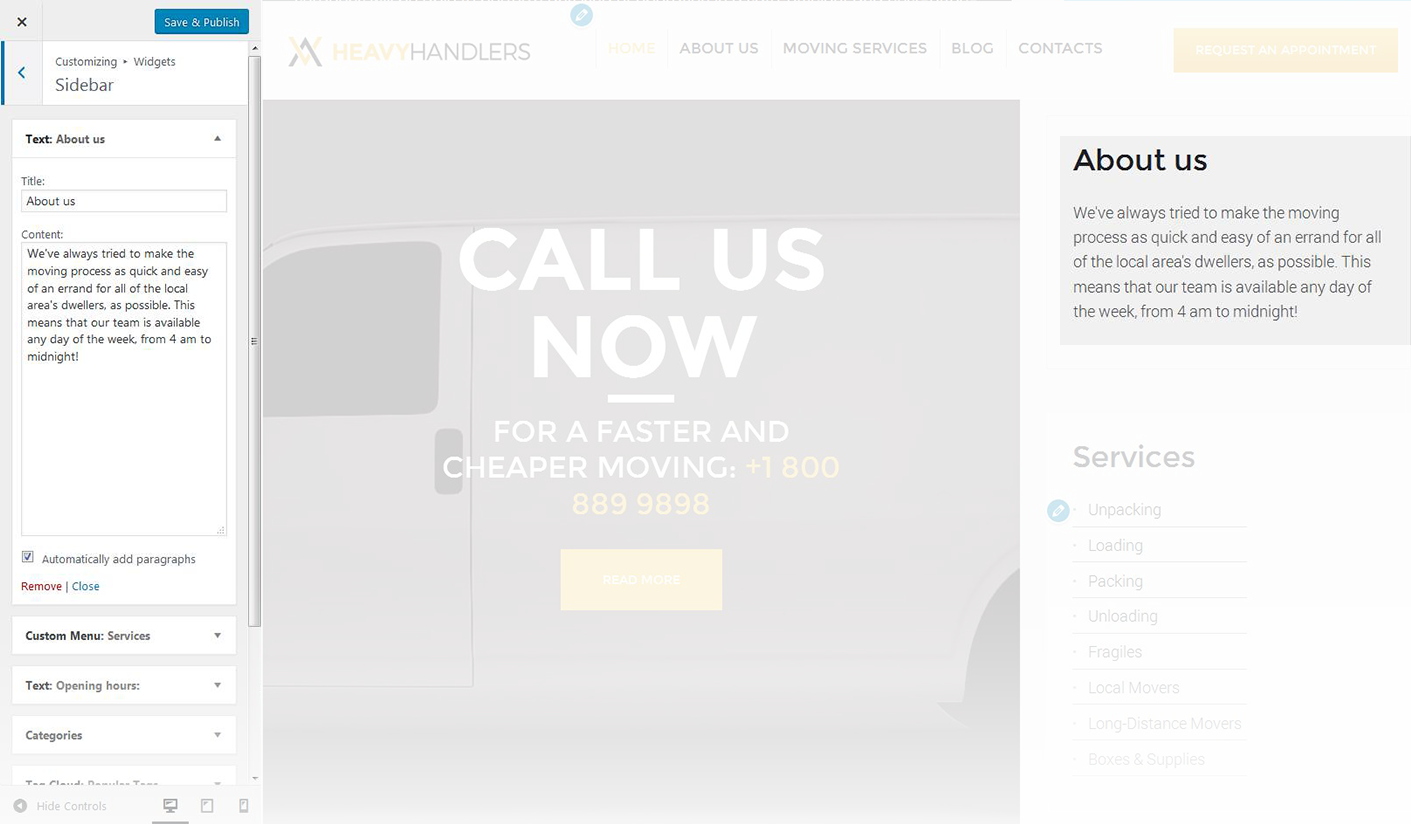 Save & Publish
Customizing ▸ Widgets
Sidebar
Text: About us
Title:
About us
Content:
We've always tried to make the
moving process as quick and easy
of an errand for all of the local
area's dwellers, as possible. This
means that our team is available
any day of the week, from 4 am to
midnight!
Automatically add paragraphs
Remove | Close
Custom Menu: Services
Text: Opening hours:
Categories
Tag Cloud: Popular Tags
Hide Controls
HEAVYHANDLERS
HOME
ABOUT US
MOVING SERVICES
BLOG
CONTACTS
REQUEST AN APPOINTMENT
CALL US
NOW
FOR A FASTER AND
CHEAPER MOVING: +1 800
889 9898
READ MORE
About us
We've always tried to make the moving
process as quick and easy of an errand for all
of the local area's dwellers, as possible. This
means that our team is available any day of
the week, from 4 am to midnight!
Services
Unpacking
Loading
Packing
Unloading
Fragiles
Local Movers
Long-Distance Movers
Boxes & Supplies